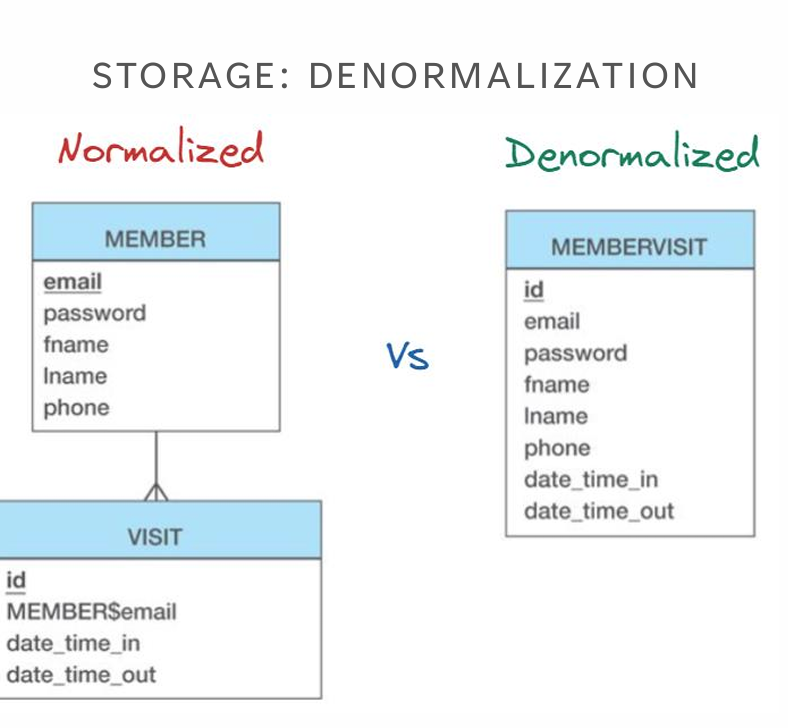 STORAGE: DENORMALIZATION
Normalized
MEMBER
email
password
fname
lname
phone
VISIT
id
MEMBER$email
date_time_in
date_time_out
Vs
Denormalized
MEMBERVISIT
id
email
password
fname
lname
phone
date_time_in
date_time_out